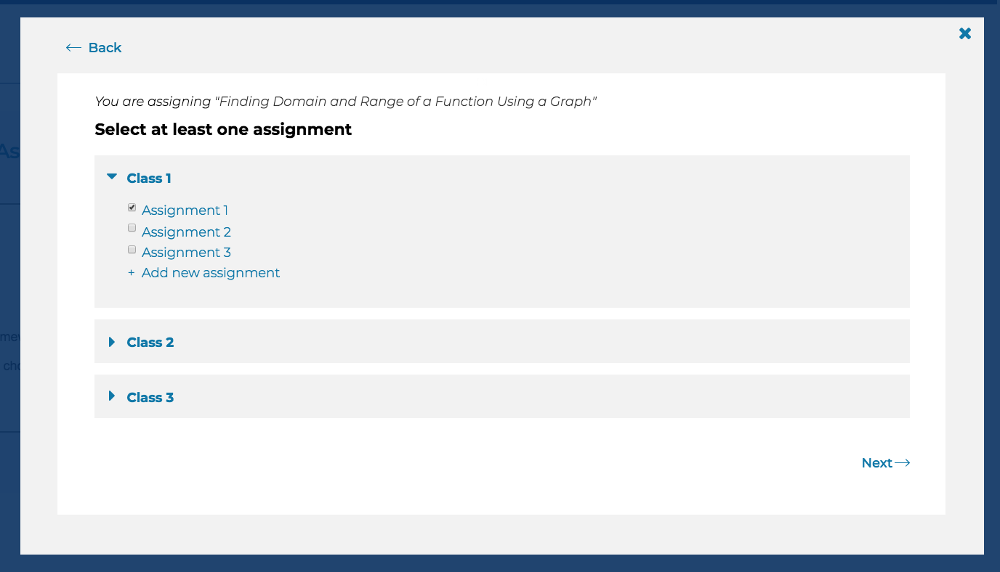 ← Back
You are assigning "Finding Domain and Range of a Function Using a Graph"
Select at least one assignment
Class 1
Assignment 1
Assignment 2
Assignment 3
+ Add new assignment
Class 2
Class 3
Next →
As
cho